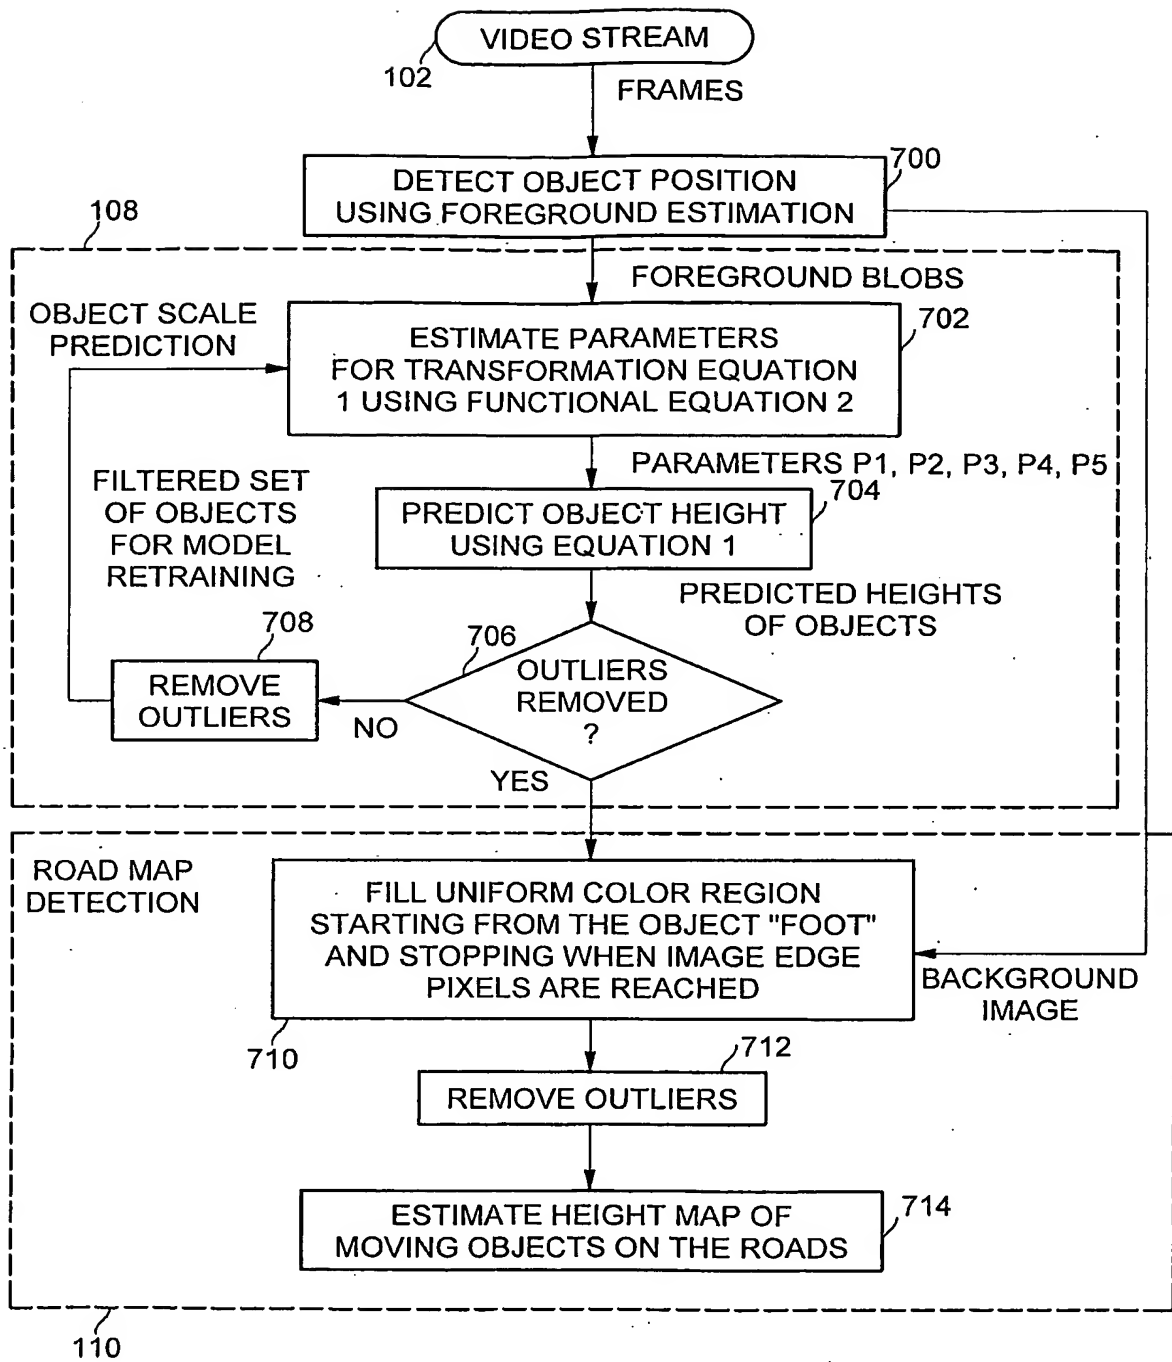 VIDEO STREAM
102
FRAMES
700
DETECT OBJECT POSITION
USING FOREGROUND ESTIMATION
108
FOREGROUND BLOBS
OBJECT SCALE
PREDICTION
702
ESTIMATE PARAMETERS
FOR TRANSFORMATION EQUATION
1 USING FUNCTIONAL EQUATION 2
PARAMETERS P1, P2, P3, P4, P5
FILTERED SET
OF OBJECTS
FOR MODEL
RETRAINING
704
PREDICT OBJECT HEIGHT
USING EQUATION 1
PREDICTED HEIGHTS
OF OBJECTS
708
706
REMOVE
OUTLIERS
OUTLIERS
REMOVED
?
NO
YES
ROAD MAP
DETECTION
FILL UNIFORM COLOR REGION
STARTING FROM THE OBJECT "FOOT"
AND STOPPING WHEN IMAGE EDGE
PIXELS ARE REACHED
BACKGROUND
IMAGE
710
712
REMOVE OUTLIERS
714
ESTIMATE HEIGHT MAP OF
MOVING OBJECTS ON THE ROADS
110